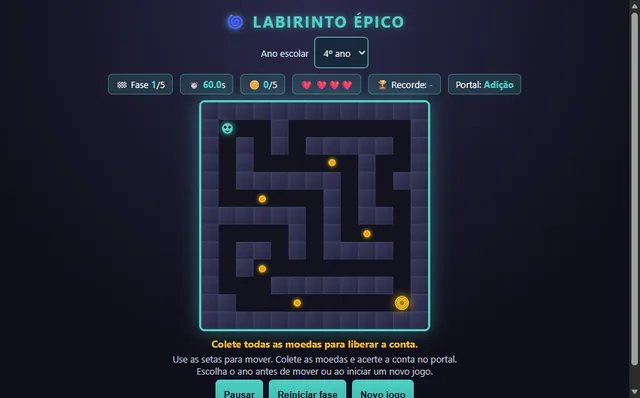 LABIRINTO ÉPICO
Ano escolar 4º ano
Fase 1/5 60.0s 0/5 Recorde: - Portal: Adição
Colete todas as moedas para liberar a conta.
Use as setas para mover. Colete as moedas e acerte a conta no portal.
Escolha o ano antes de mover ou ao iniciar um novo jogo.
Pausar Reiniciar fase Novo jogo